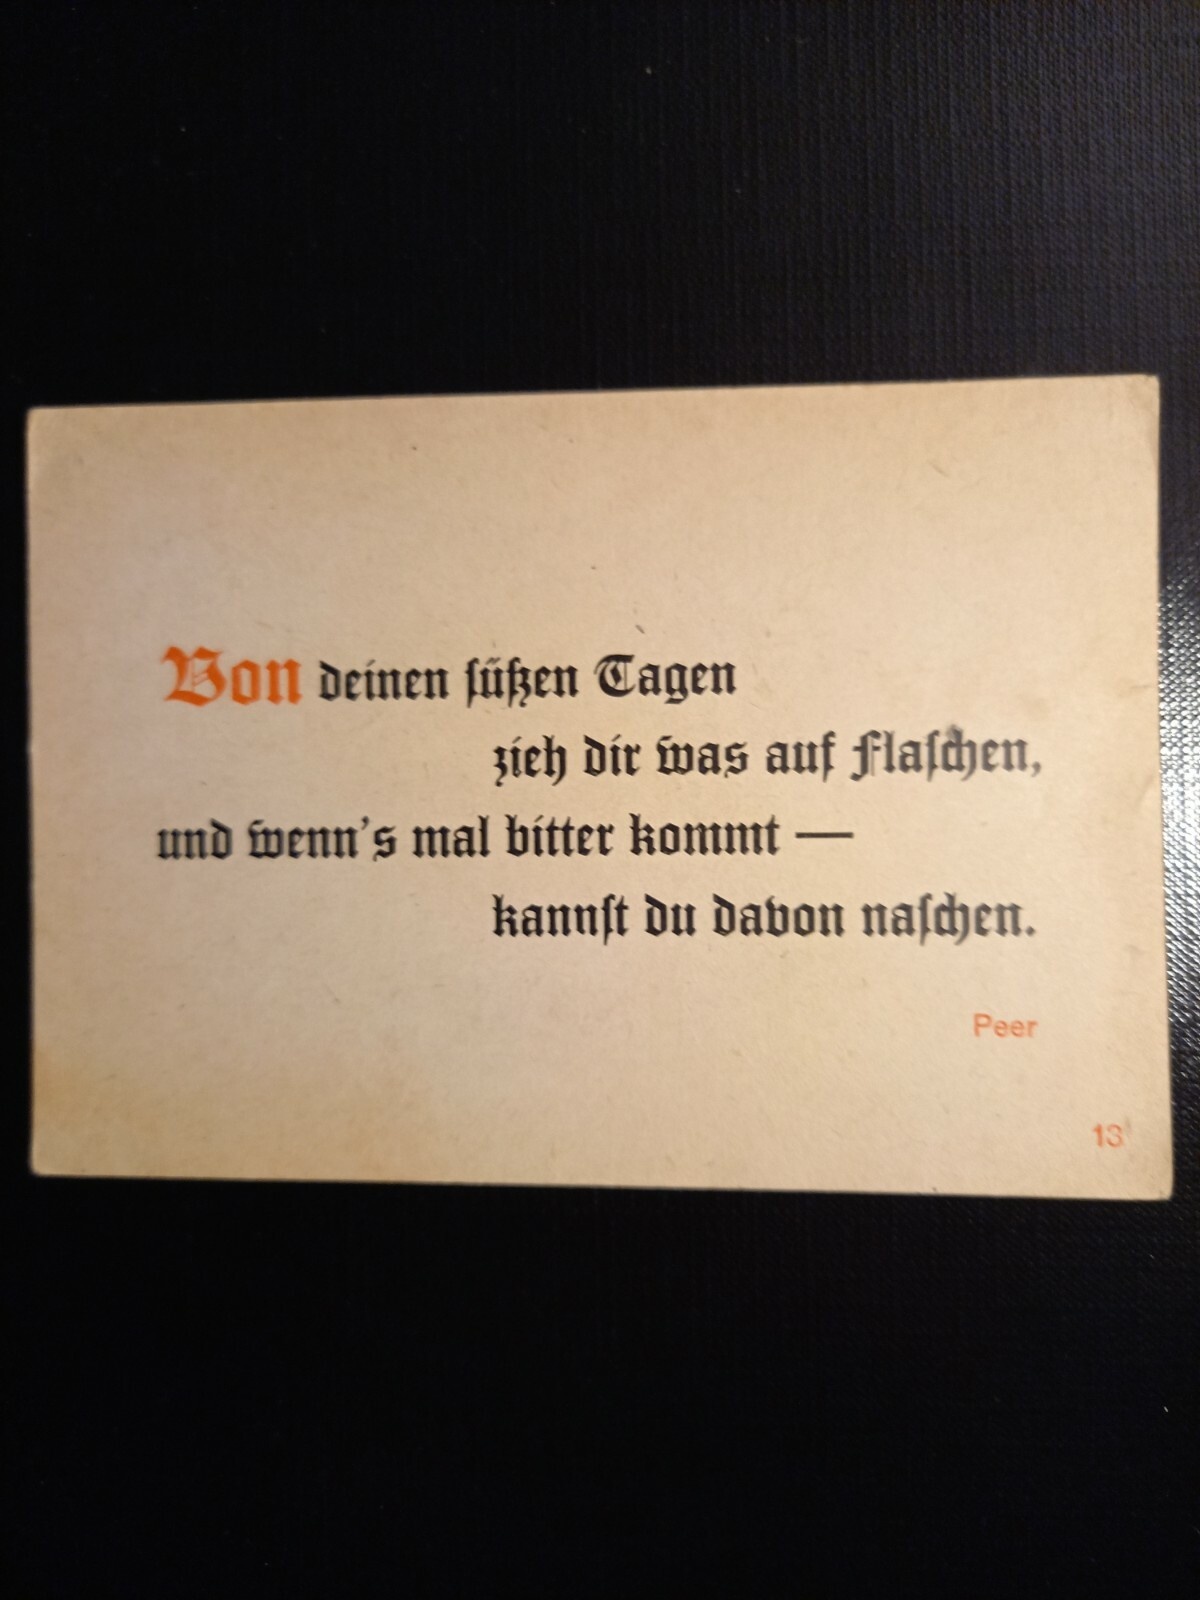 Von deinen süßen Tagen
zieh dir was auf Flaschen,
und wenn's mal bitter kommt —
kannst du davon naschen.
Peer
13